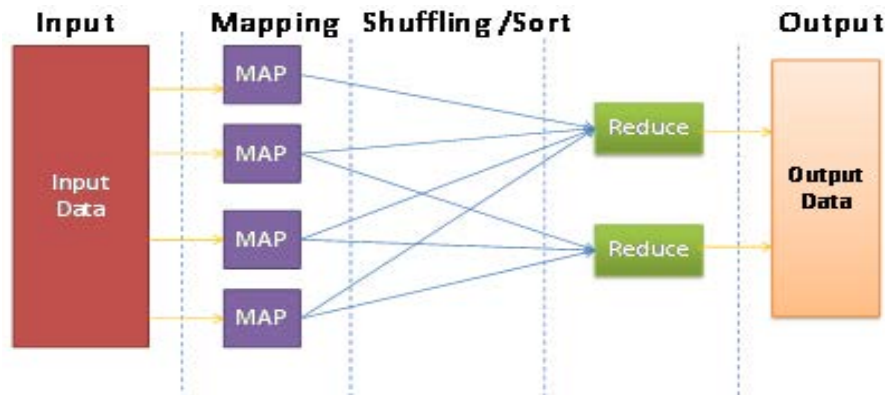 Input Mapping Shuffling /Sort Output
MAP
MAP
MAP
MAP
Input
Data
Reduce
Reduce
Output
Data